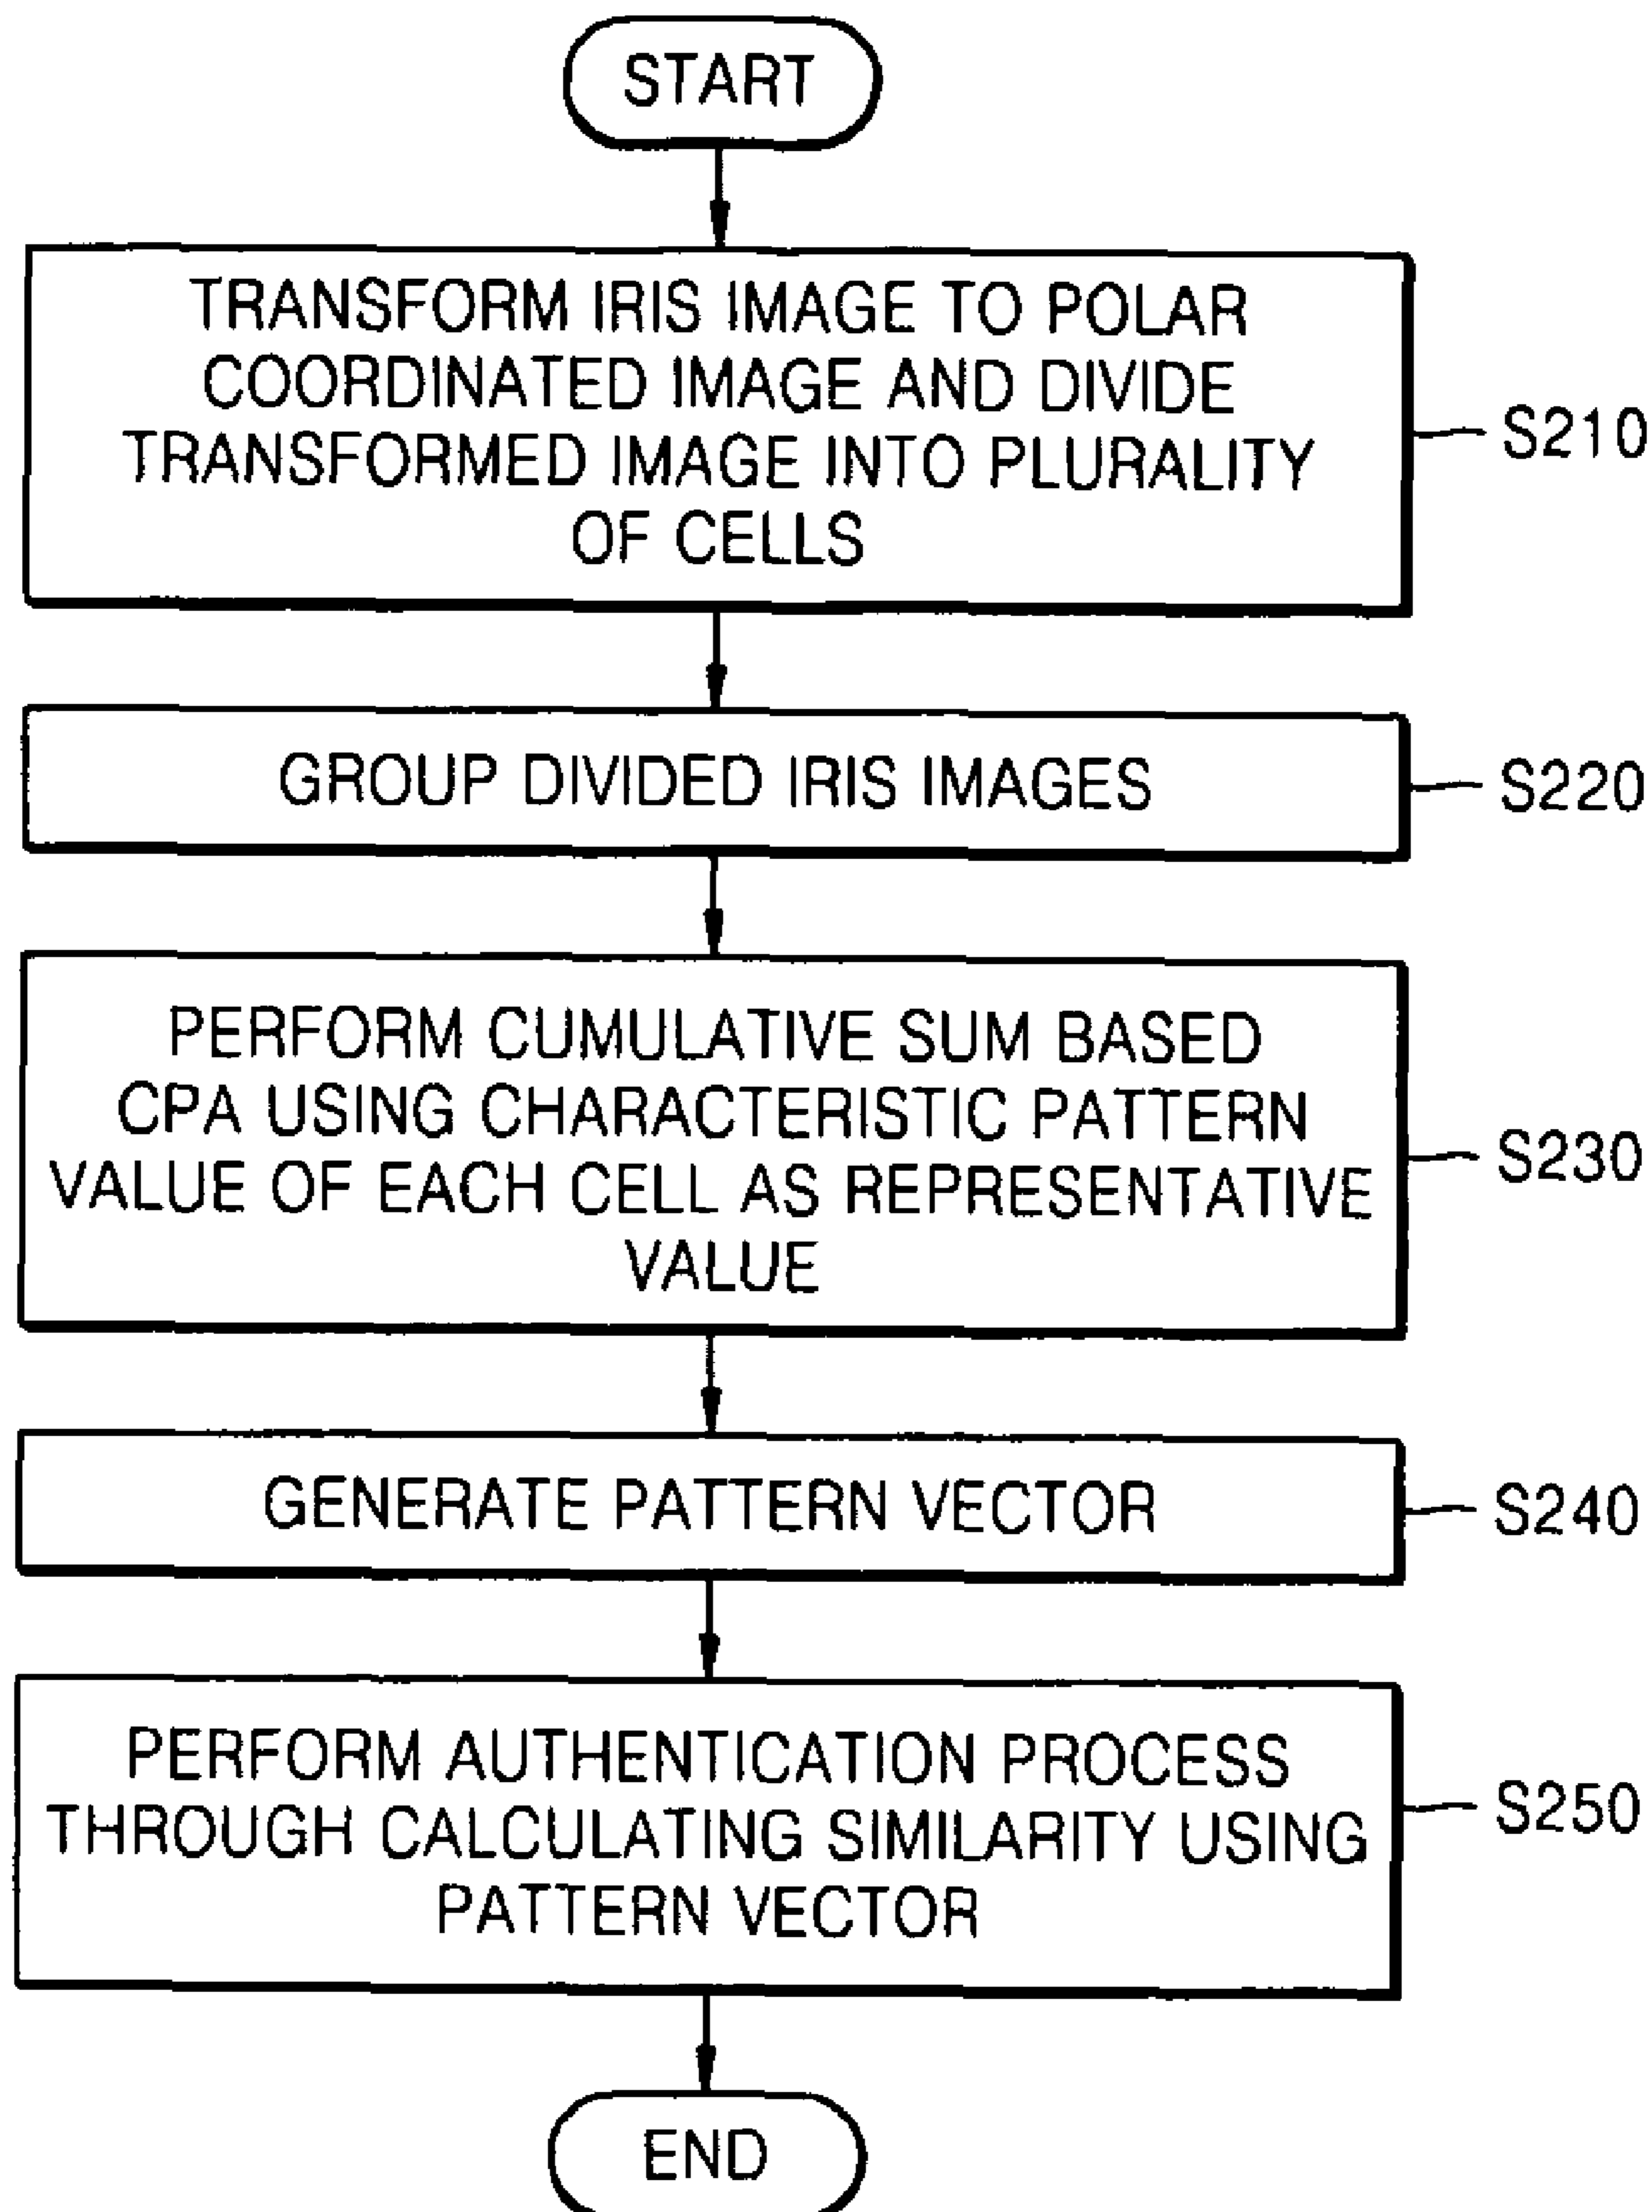 START
TRANSFORM IRIS IMAGE TO POLAR
COORDINATED IMAGE AND DIVIDE
TRANSFORMED IMAGE INTO PLURALITY
OF CELLS
S210
GROUP DIVIDED IRIS IMAGES
S220
PERFORM CUMULATIVE SUM BASED
CPA USING CHARACTERISTIC PATTERN
VALUE OF EACH CELL AS REPRESENTATIVE
VALUE
S230
GENERATE PATTERN VECTOR
S240
PERFORM AUTHENTICATION PROCESS
THROUGH CALCULATING SIMILARITY USING
PATTERN VECTOR
S250
END